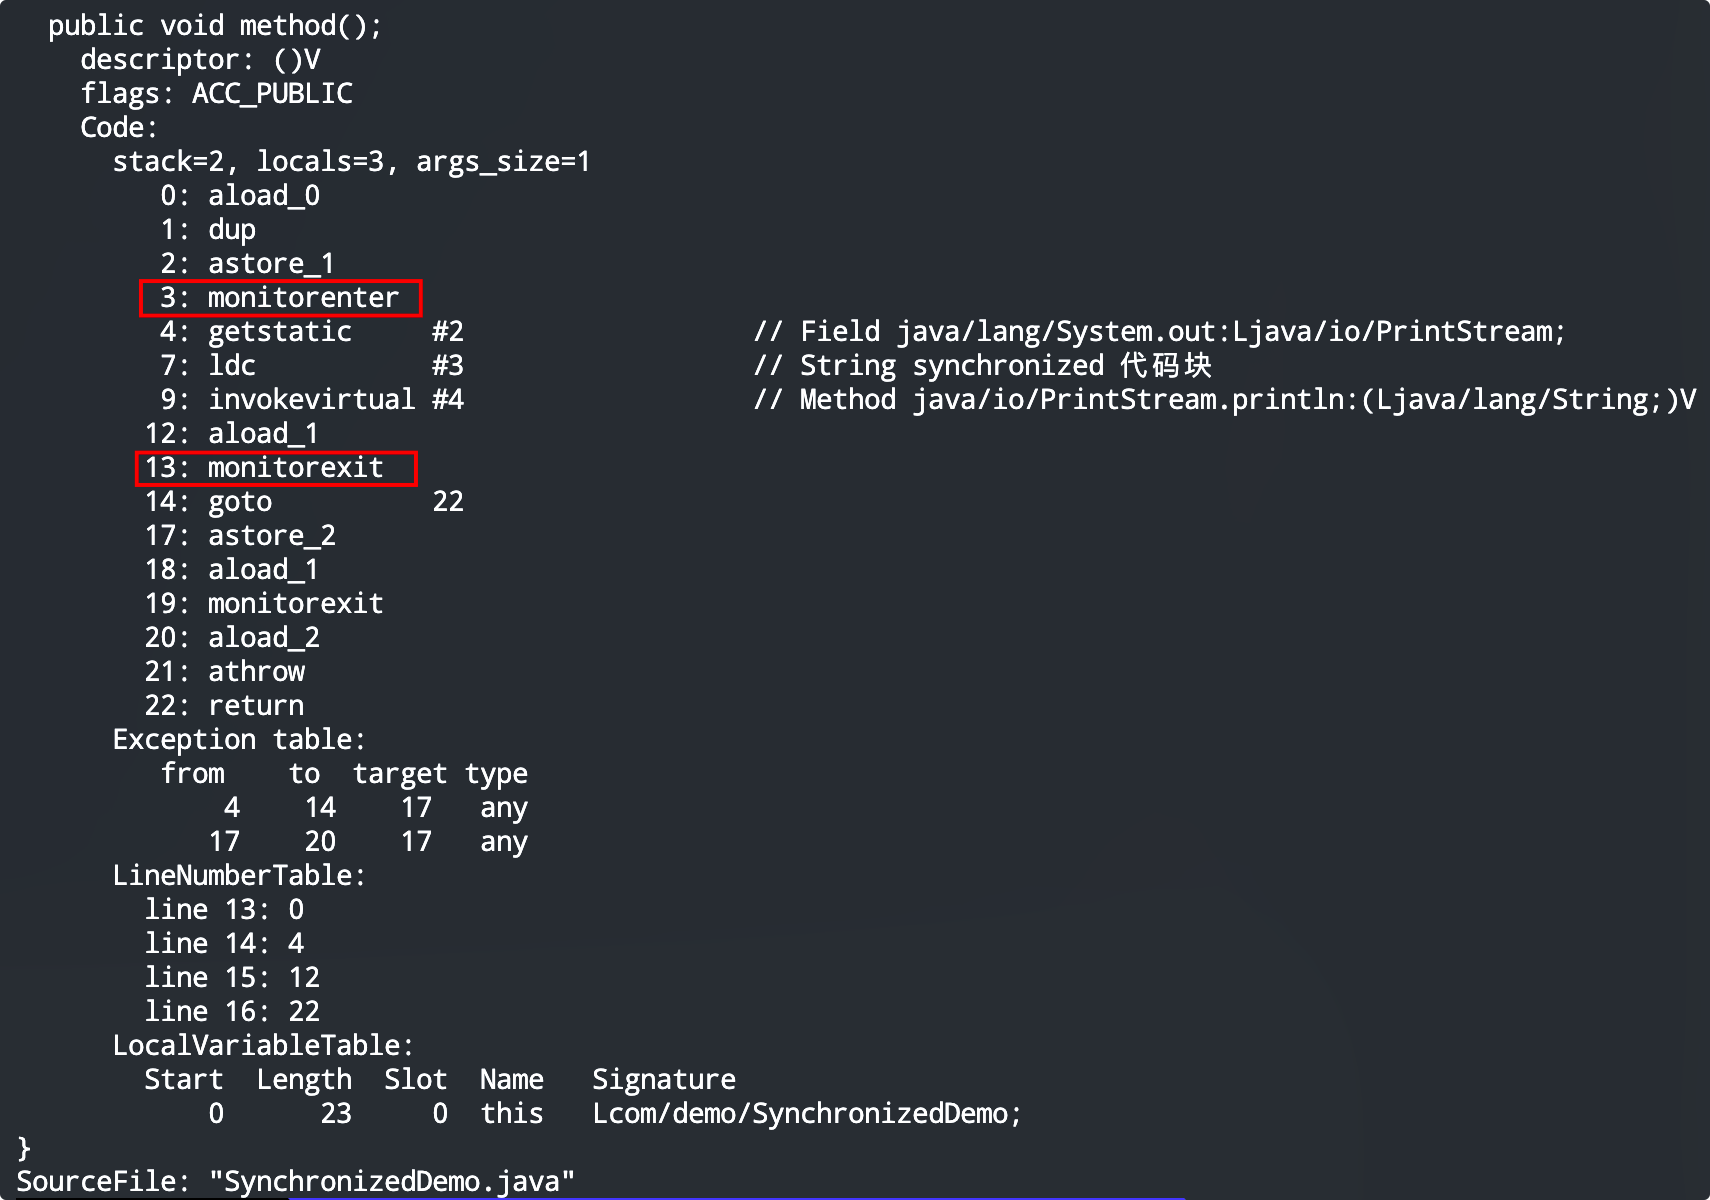 public void method();
descriptor: ()V
flags: ACC_PUBLIC
Code:
stack=2, locals=3, args_size=1
0: aload_0
1: dup
2: astore_1
3: monitorenter
4: getstatic #2 // Field java/lang/System.out:Ljava/io/PrintStream;
7: ldc #3 // String synchronized 代码块
9: invokevirtual #4 // Method java/io/PrintStream.println:(Ljava/lang/String;)V
12: aload_1
13: monitorexit
14: goto 22
17: astore_2
18: aload_1
19: monitorexit
20: aload_2
21: athrow
22: return
Exception table:
from to target type
4 14 17 any
17 20 17 any
LineNumberTable:
line 13: 0
line 14: 4
line 15: 12
line 16: 22
LocalVariableTable:
Start Length Slot Name Signature
0 23 0 this Lcom/demo/SynchronizedDemo;
}
SourceFile: "SynchronizedDemo.java"